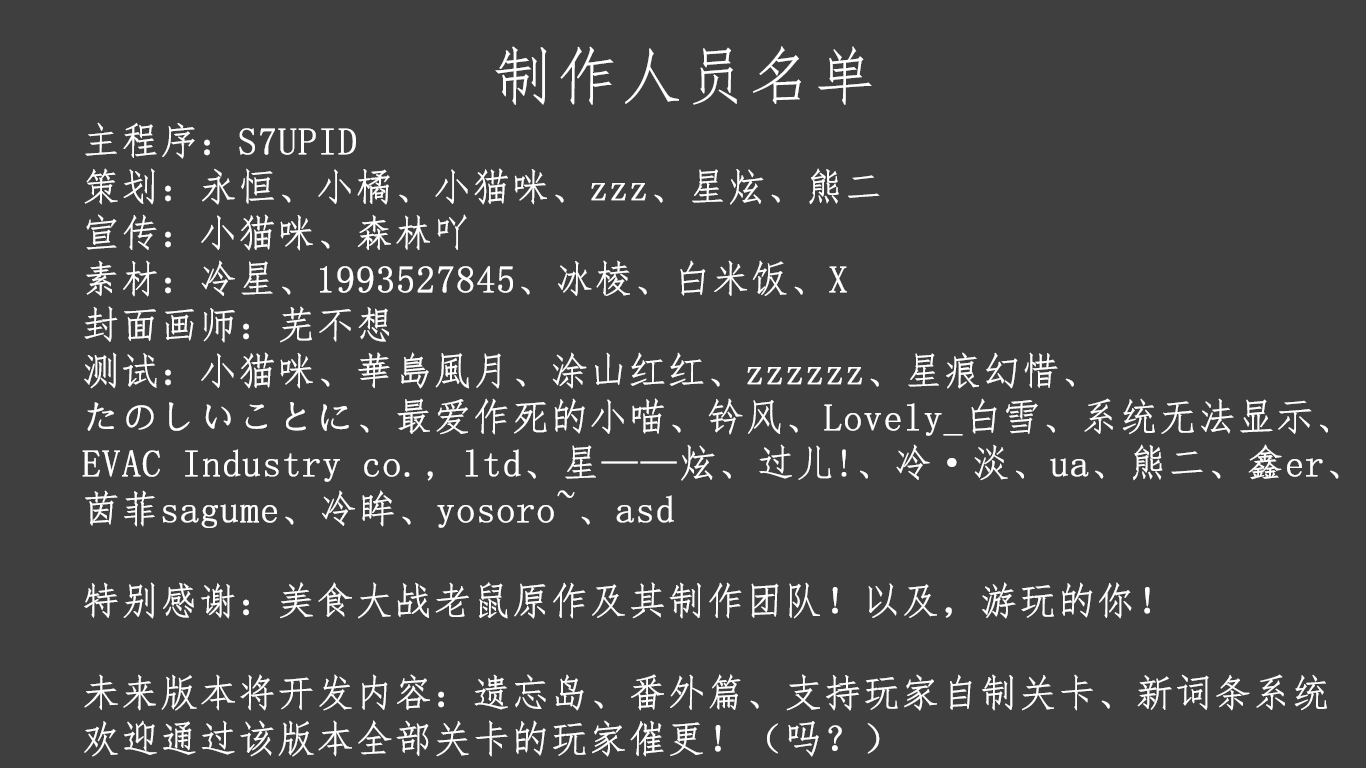 制作人员名单
主程序：S7UPID
策划：永恒、小橘、小猫咪、zzz、星炫、熊二
宣传：小猫咪、森林吖
素材：冷星、1993527845、冰棱、白米饭、X
封面画师：芜不想
测试：小猫咪、華島風月、涂山红红、zzzzzz、星痕幻惜、
たのしいことに、最爱作死的小喵、钤风、Lovely_白雪、系统无法显示、
EVAC Industry co., ltd、星——炫、过儿!、冷·淡、ua、熊二、鑫er、
茵菲sagume、冷眸、yosoro~、asd
特别感谢：美食大战老鼠原作及其制作团队！以及，游玩的你！
未来版本将开发内容：遗忘岛、番外篇、支持玩家自制关卡、新词条系统
欢迎通过该版本全部关卡的玩家催更！（吗？）